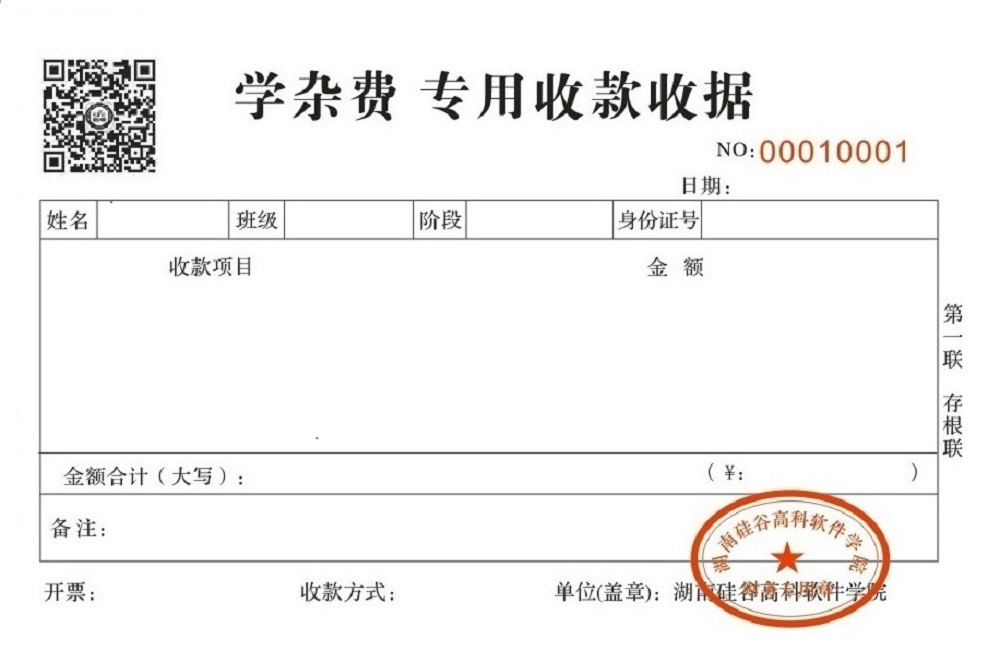 学杂费 专用收款收据
NO:00010001
日期：
姓名 班级 阶段 身份证号
收款项目 金 额
第一联 存根联
金额合计（大写）： （￥： ）
备注：
开票： 收款方式： 单位(盖章)：湖南硅谷高科软件学院
湖南硅谷高科软件学院